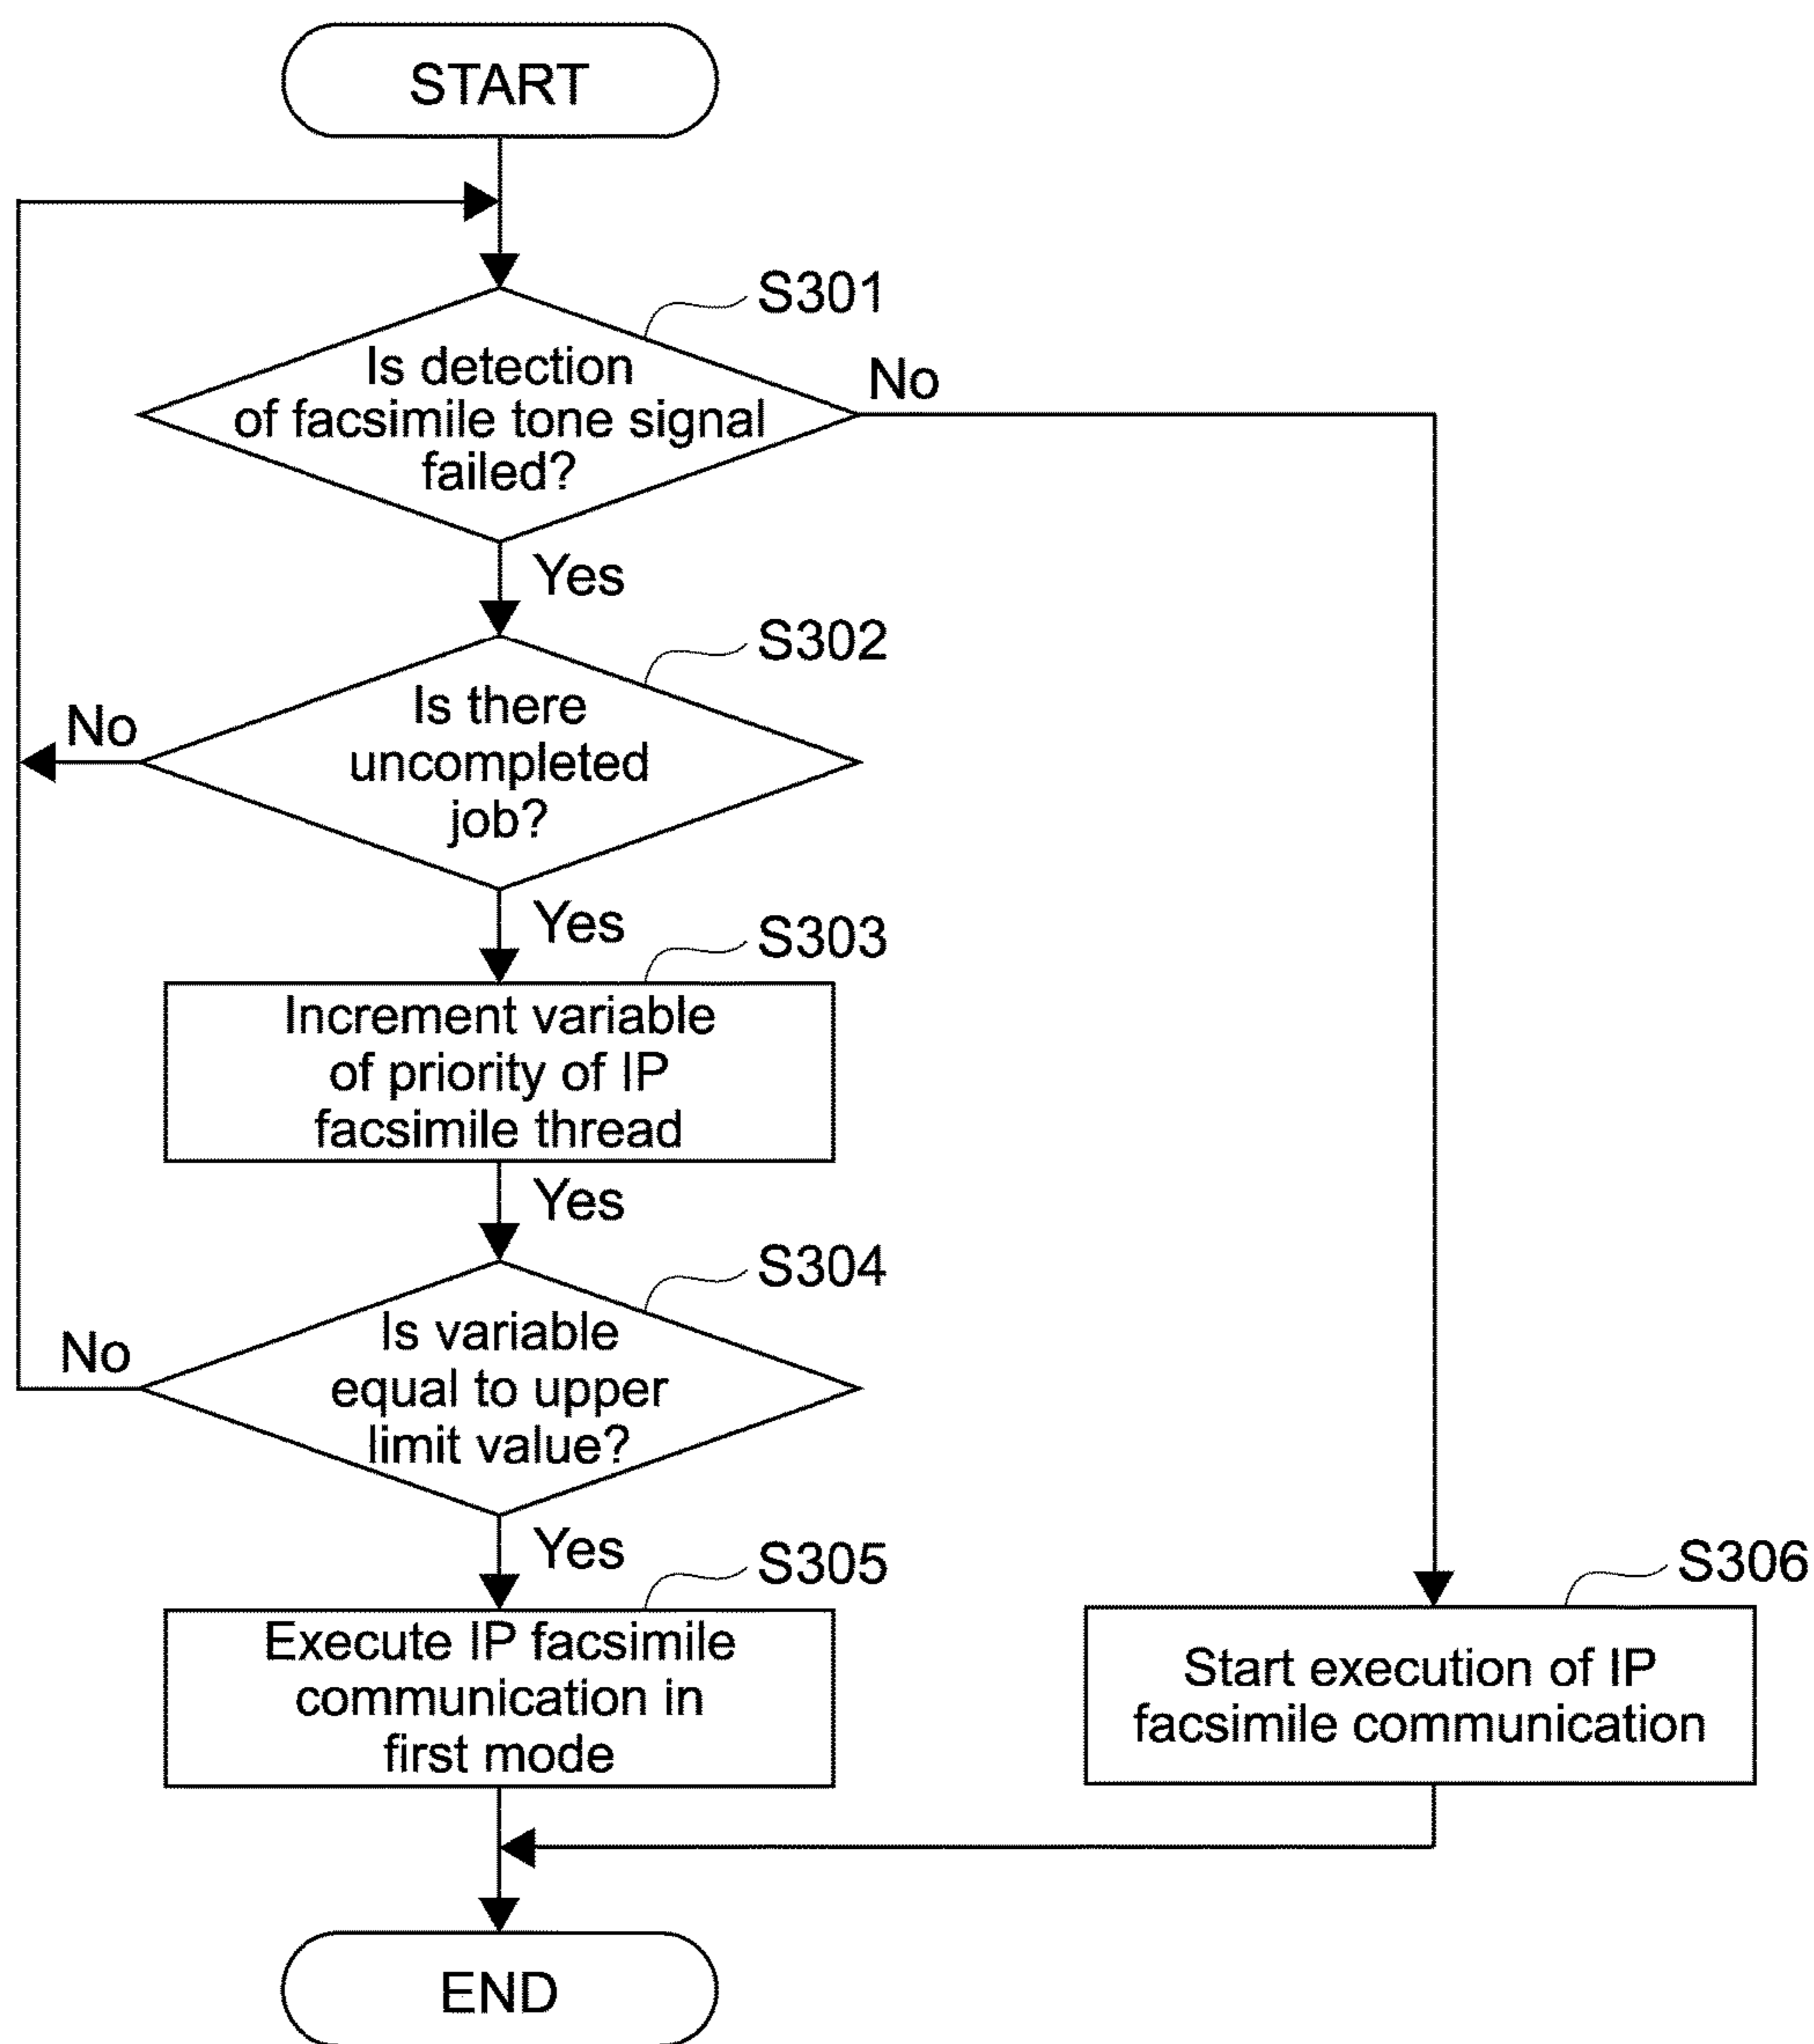 START
S301
Is detection
of facsimile tone signal
failed?
No
Yes
S302
Is there
uncompleted
job?
No
Yes
S303
Increment variable
of priority of IP
facsimile thread
Yes
S304
Is variable
equal to upper
limit value?
No
Yes
S305
Execute IP facsimile
communication in
first mode
S306
Start execution of IP
facsimile communication
END